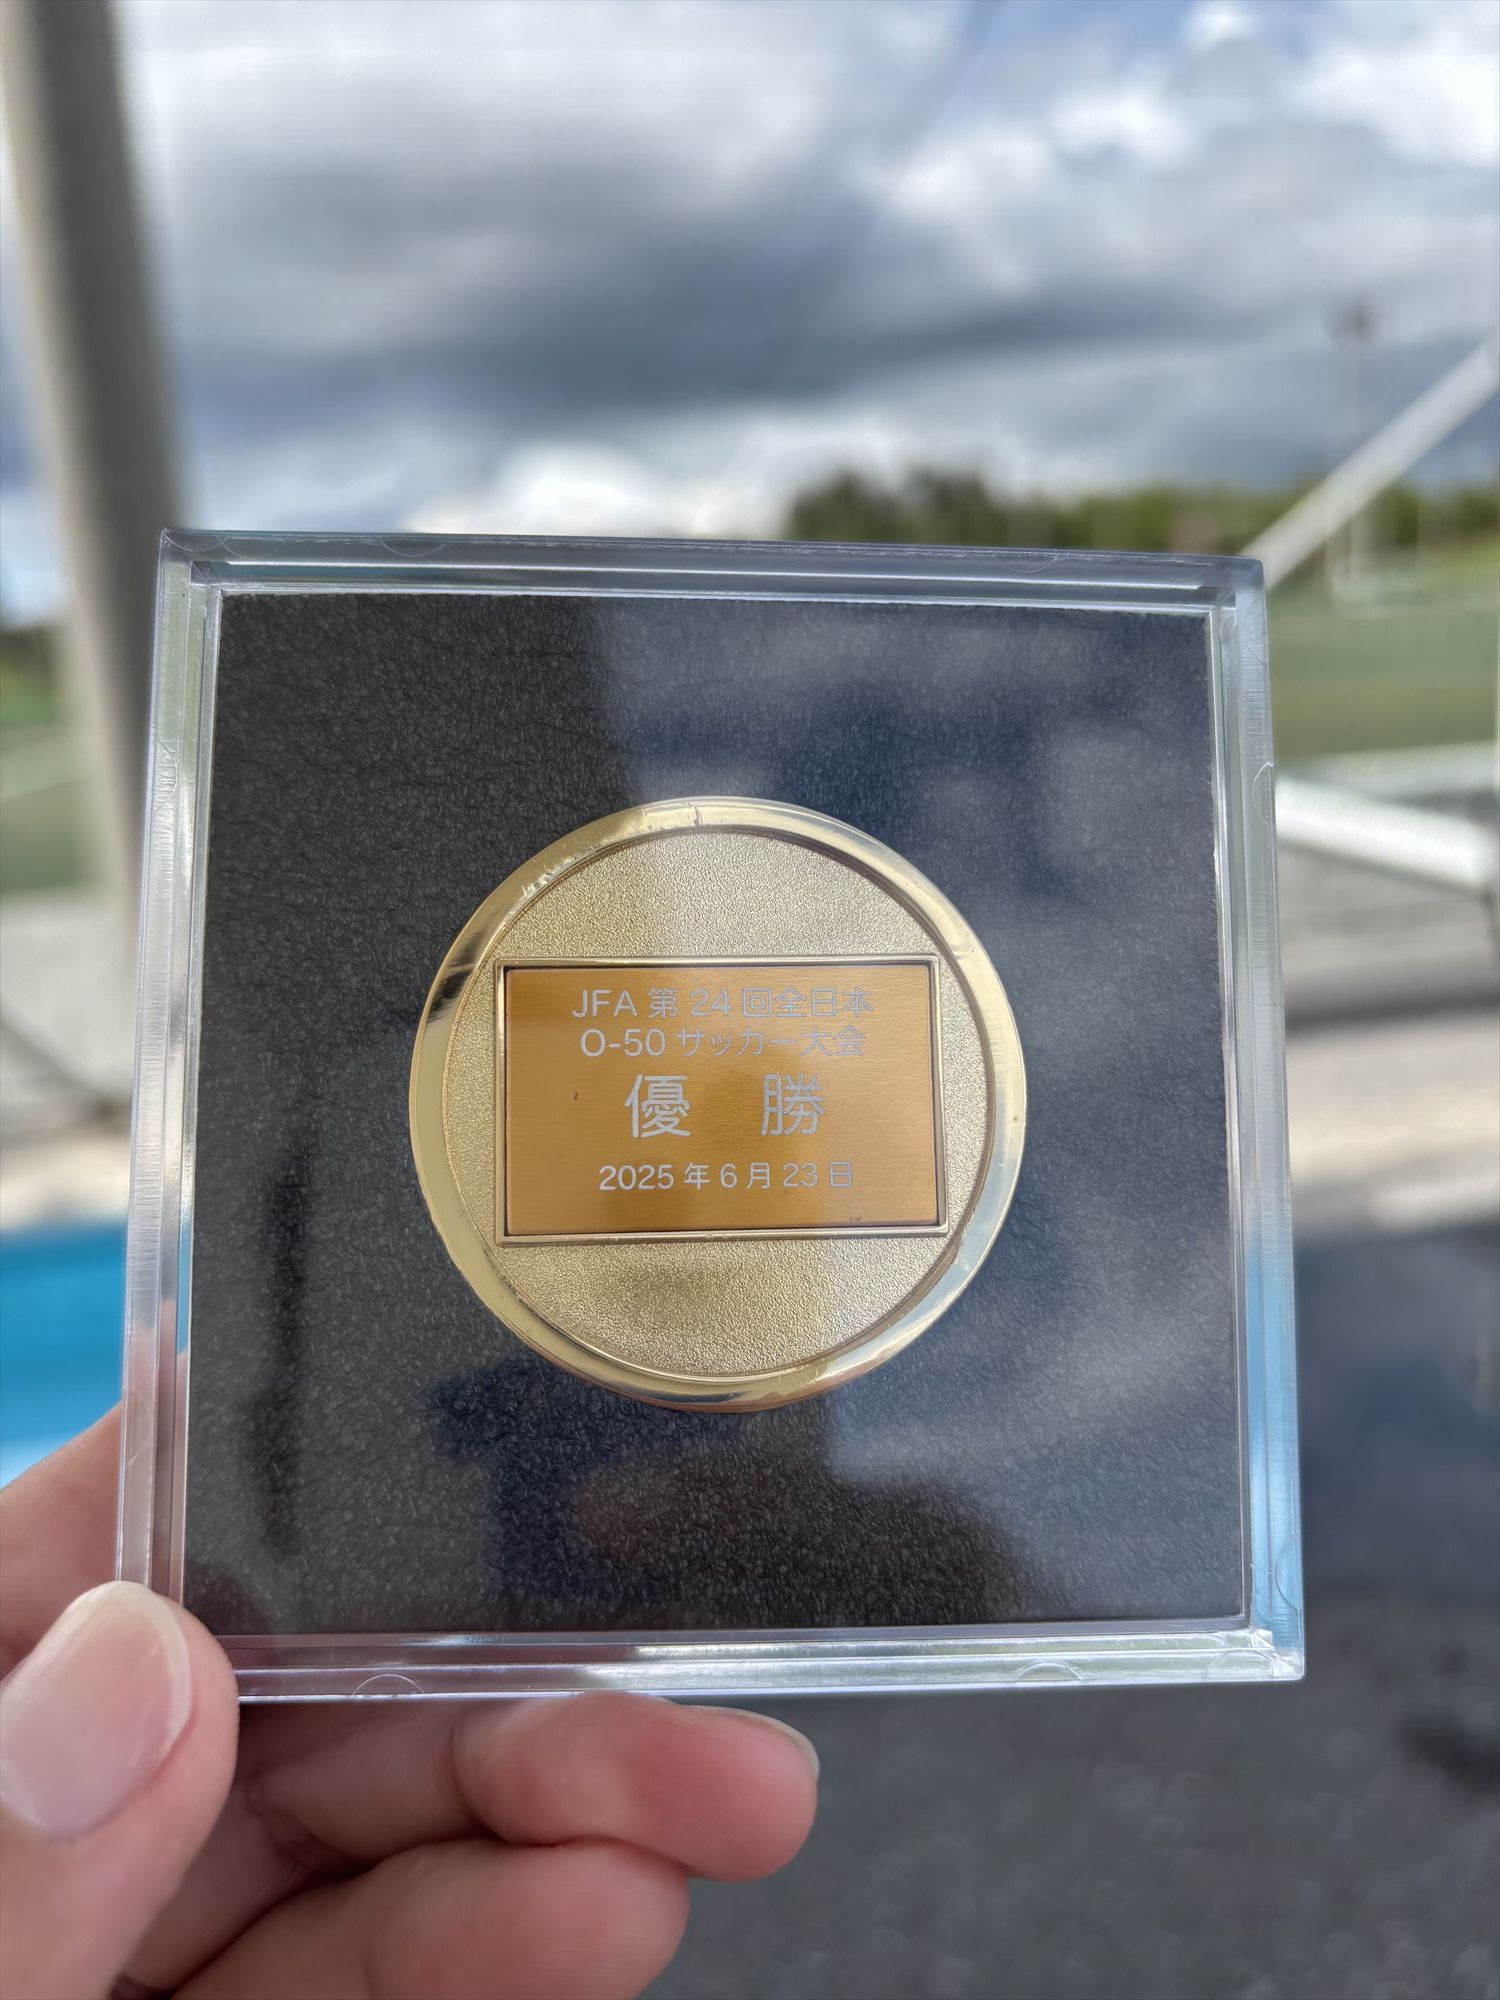 JFA 第 24 回全日本
O-50 サッカー大会
優 勝
2025 年 6 月 23 日